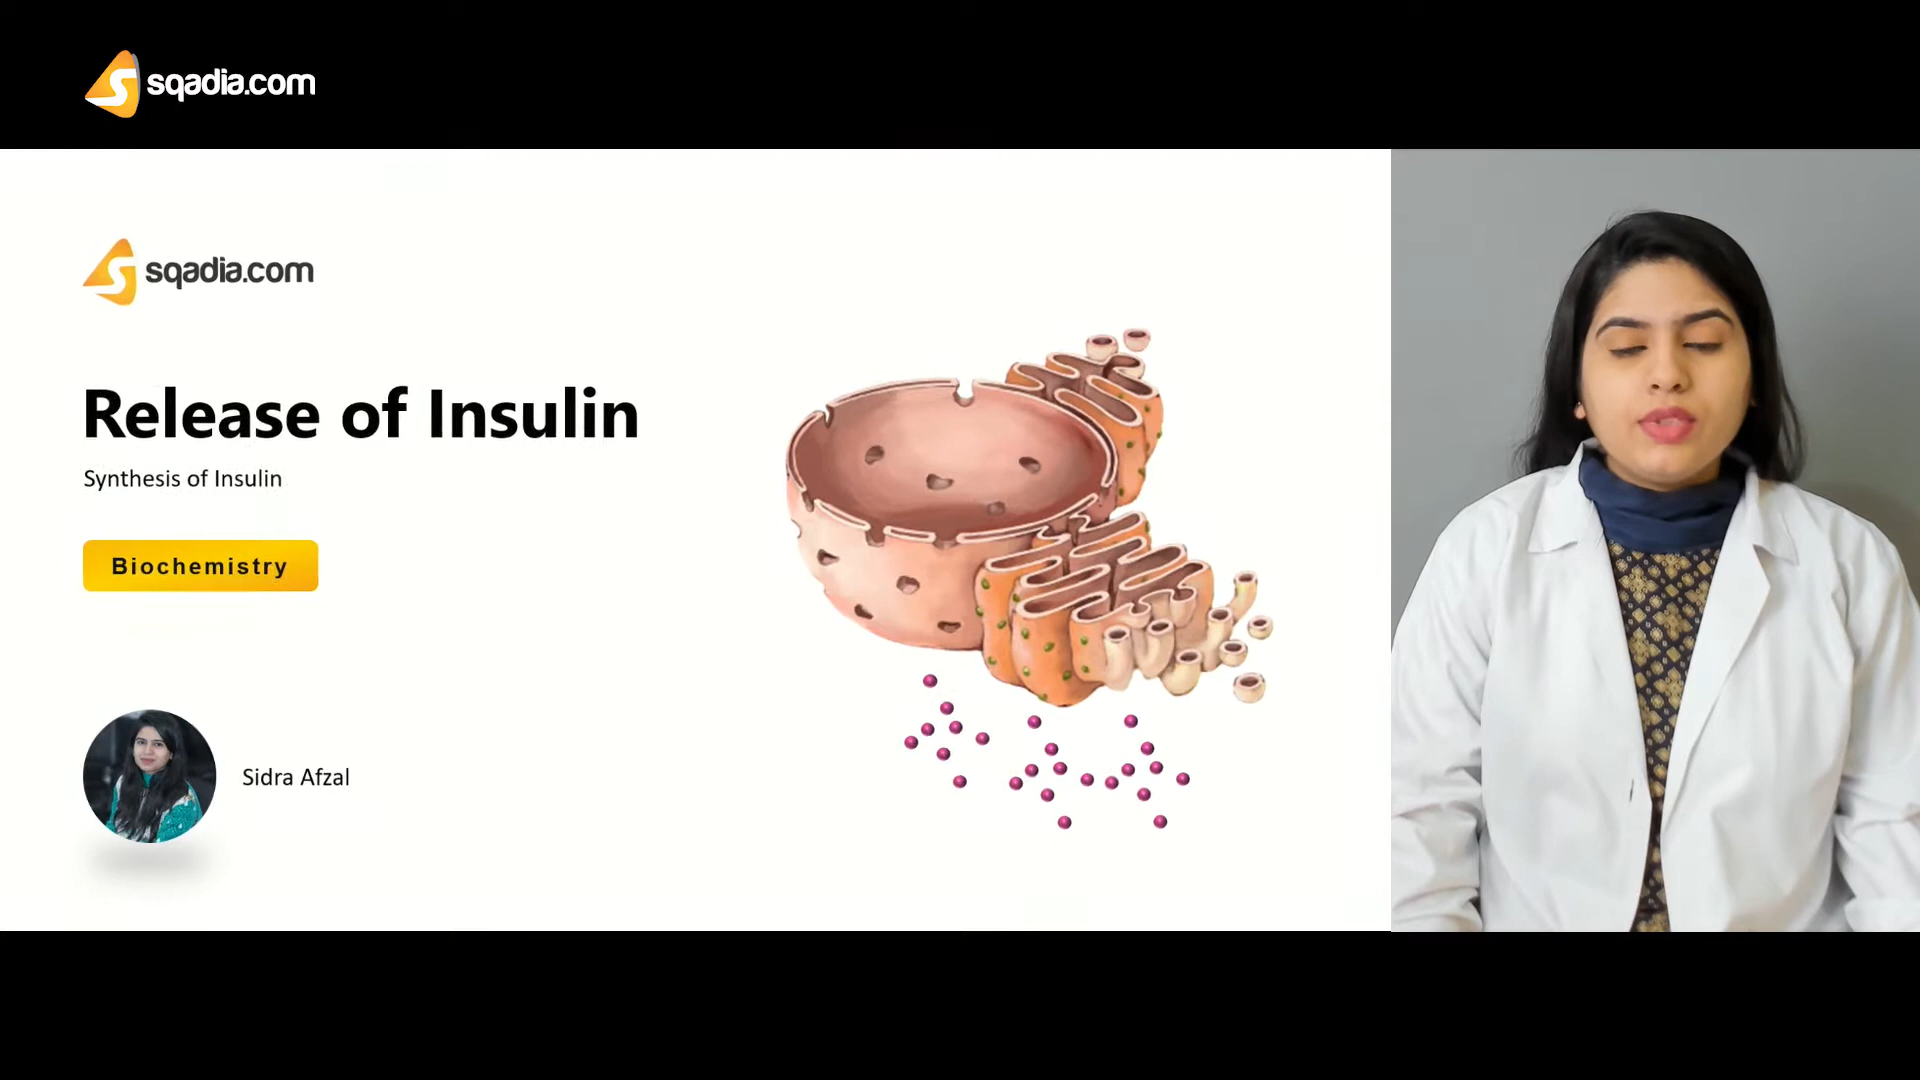 sqadia.com
sqadia.com
Release of Insulin
Synthesis of Insulin
Biochemistry
Sidra Afzal